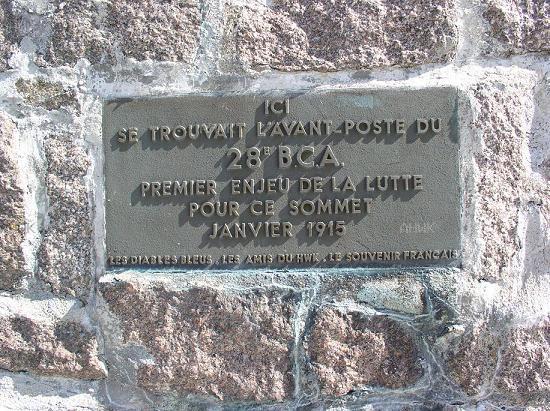 ICI
SE TROUVAIT L'AVANT-POSTE DU
28E B.C.A.
PREMIER ENJEU DE LA LUTTE
POUR CE SOMMET
JANVIER 1915
AHWK
LES DIABLES BLEUS . LES AMIS DU HWK . LE SOUVENIR FRANÇAIS